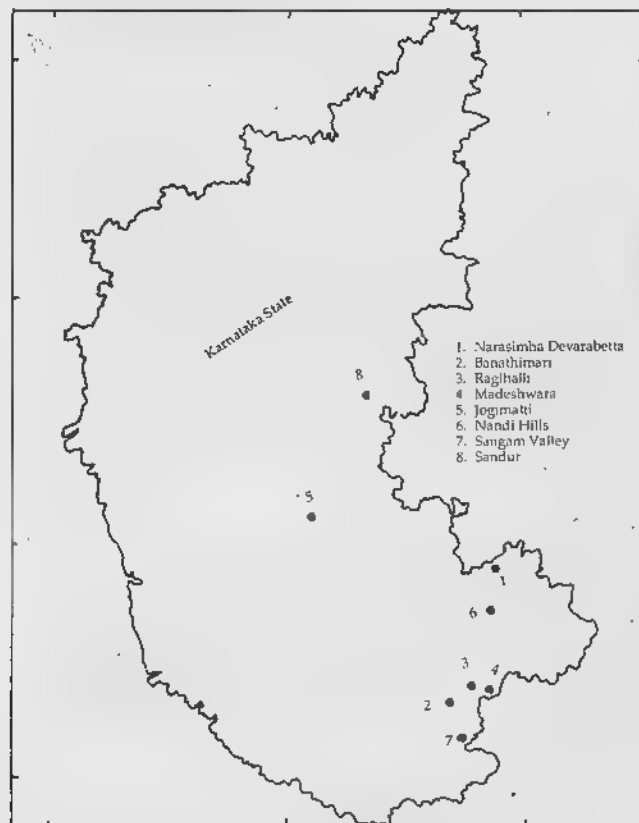 Karnataka State
1. Narasimha Devarabetta
2. Banathimari
3. Ragihalli
4 Madeshwara
5. Jogimatti
6. Nandi Hills
7. Sangam Valley
8. Sandur
8
5
1
6
3 4
2
7